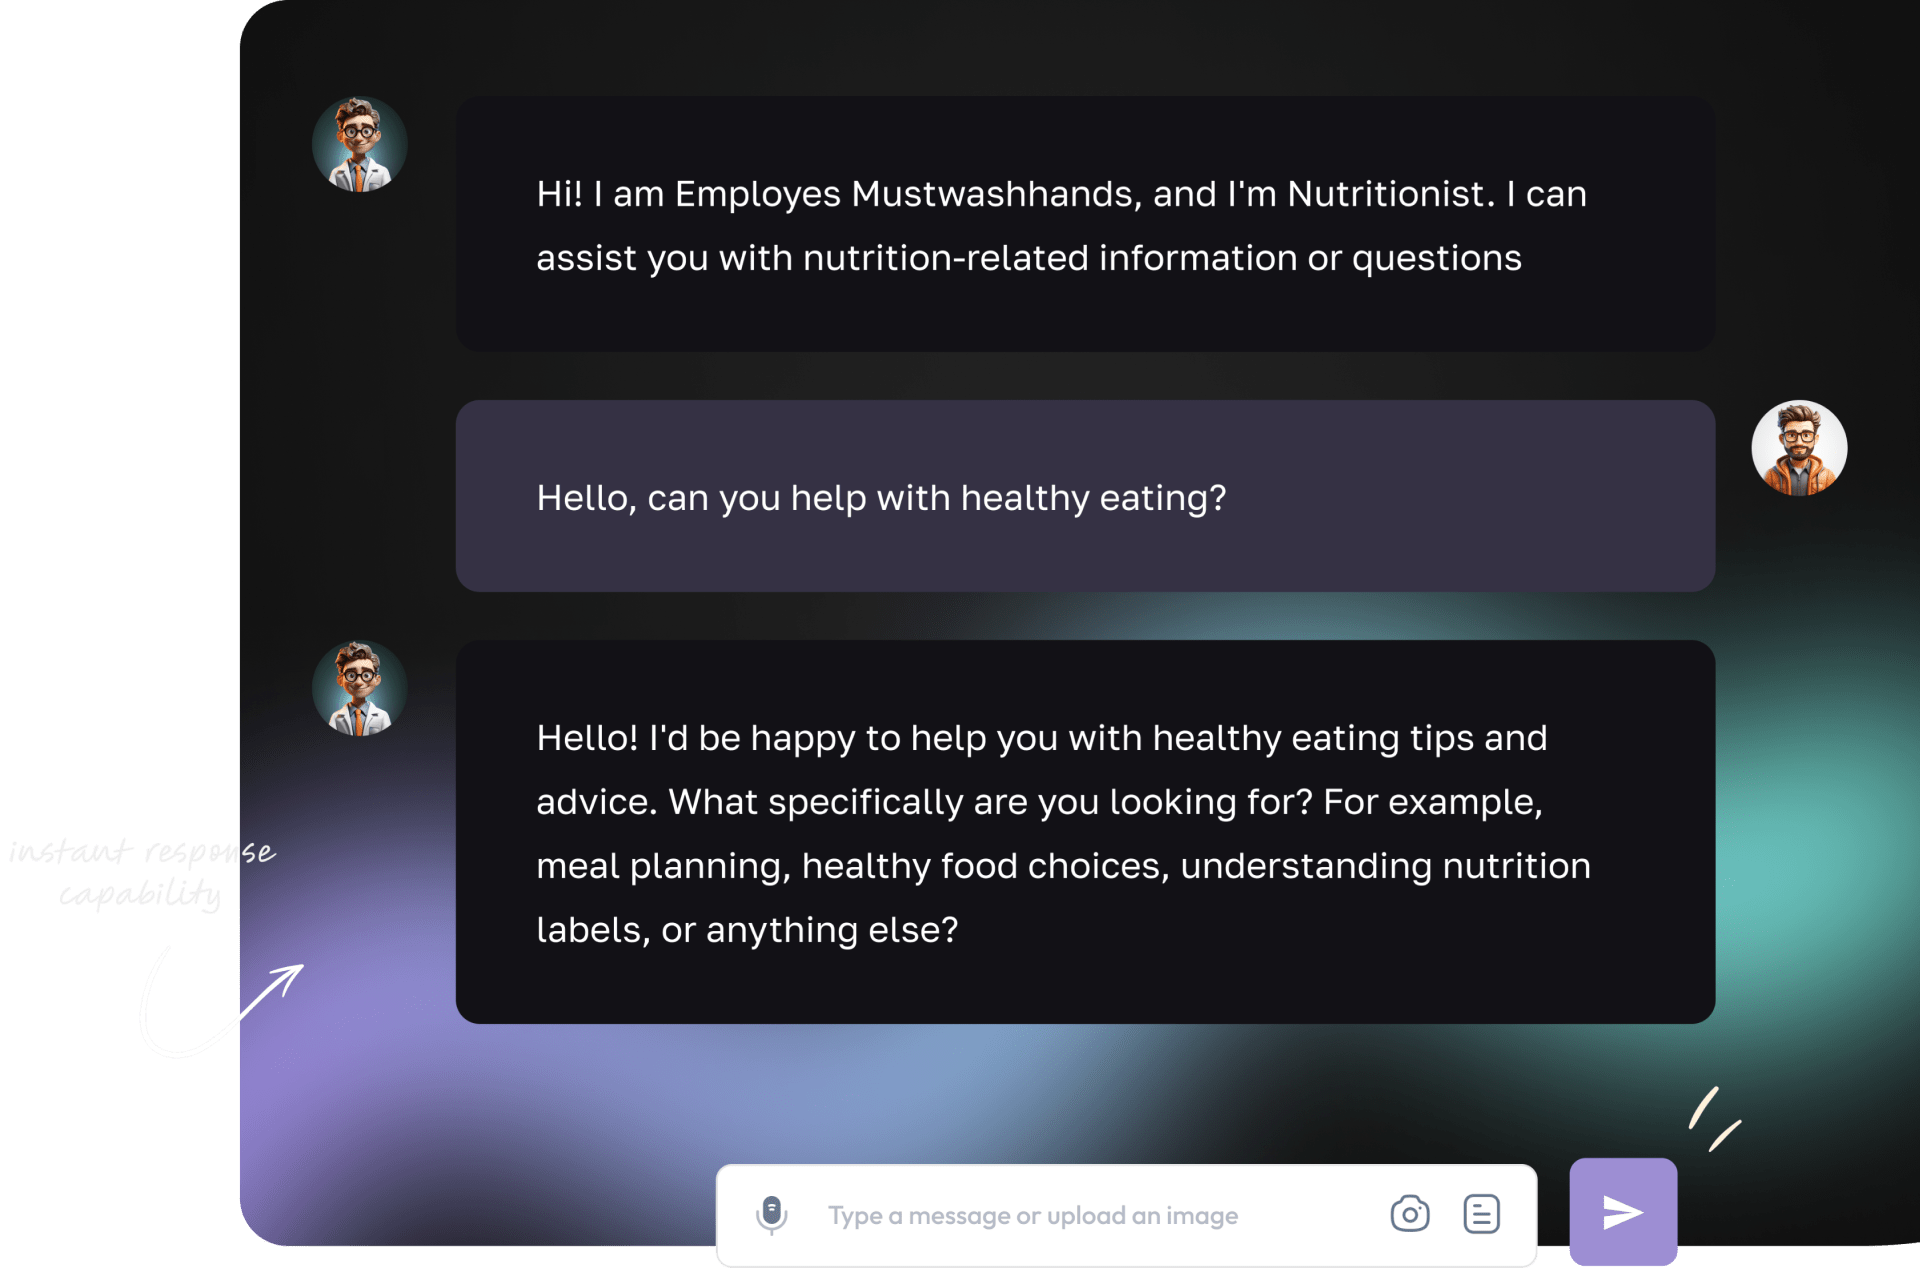 Hi! I am Employes Mustwashhands, and I'm Nutritionist. I can
assist you with nutrition-related information or questions
Hello, can you help with healthy eating?
Hello! I'd be happy to help you with healthy eating tips and
advice. What specifically are you looking for? For example,
meal planning, healthy food choices, understanding nutrition
labels, or anything else?
instant response
capability
Type a message or upload an image